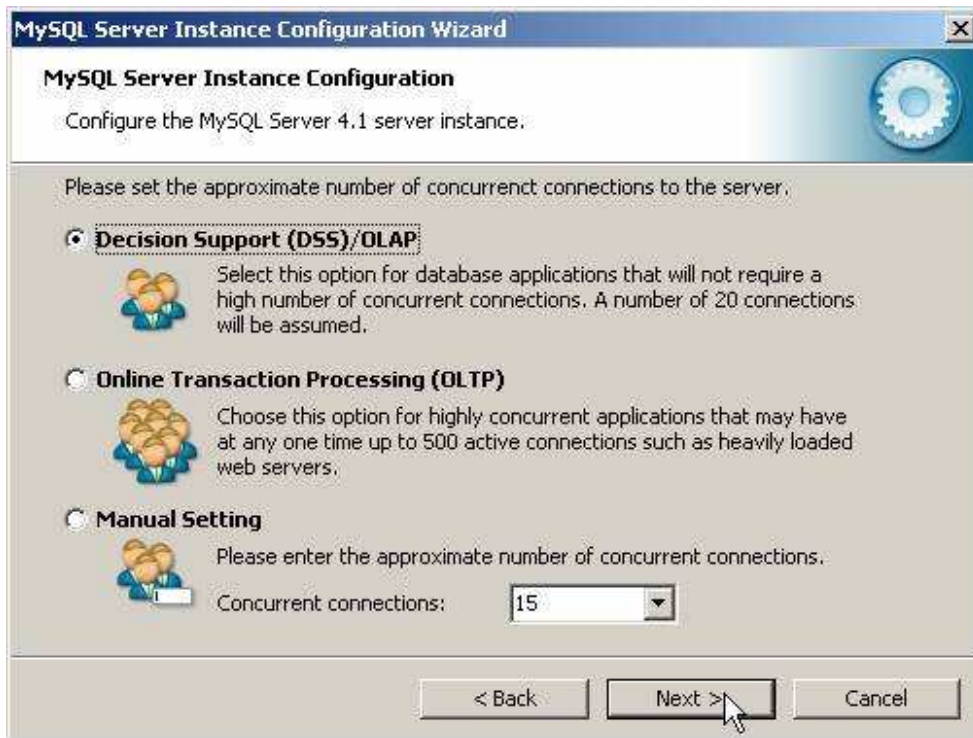 MySQL Server Instance Configuration Wizard
MySQL Server Instance Configuration
Configure the MySQL Server 4.1 server instance.
Please set the approximate number of concurrenct connections to the server.
Decision Support (DSS)/OLAP
Select this option for database applications that will not require a
high number of concurrent connections. A number of 20 connections
will be assumed.
Online Transaction Processing (OLTP)
Choose this option for highly concurrent applications that may have
at any one time up to 500 active connections such as heavily loaded
web servers.
Manual Setting
Please enter the approximate number of concurrent connections.
Concurrent connections: 15
< Back Next > Cancel